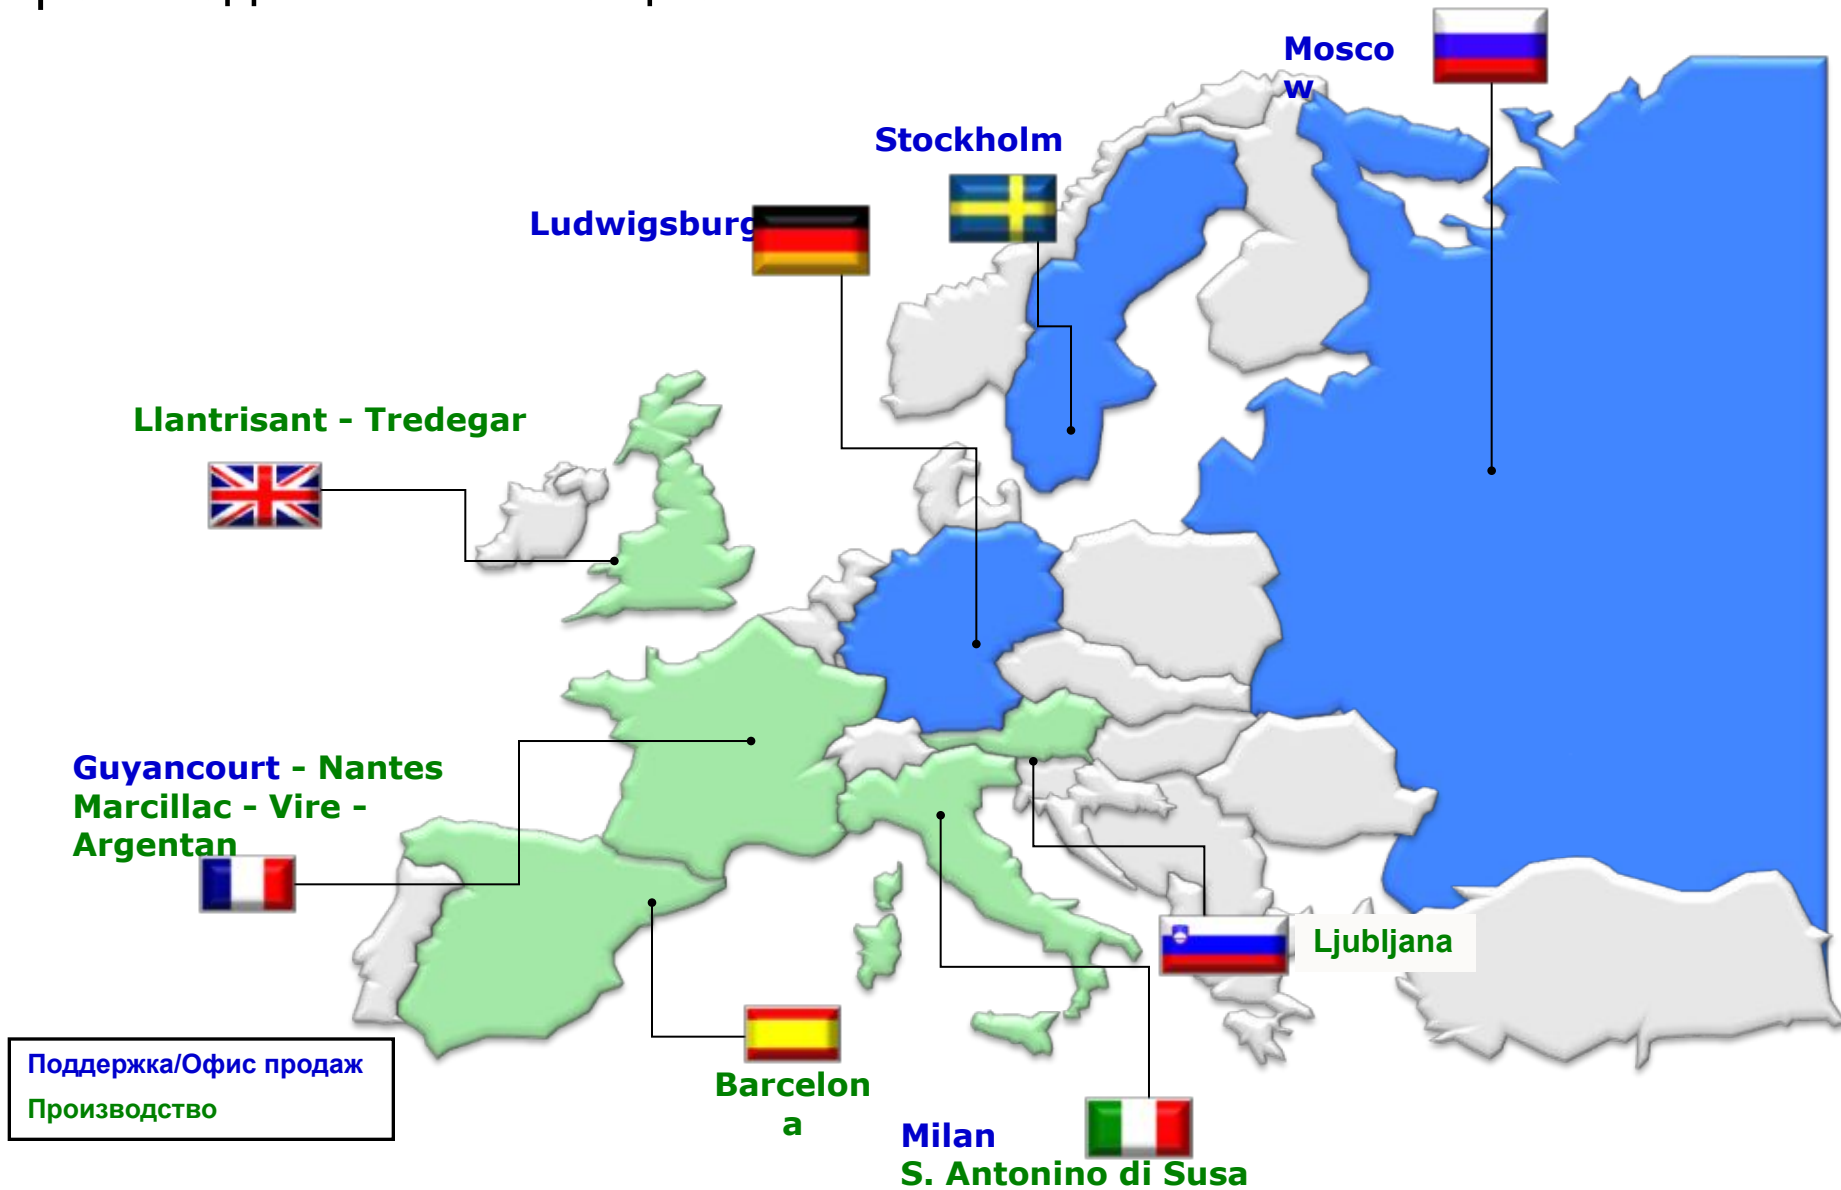 Mosco
w
Stockholm
Ludwigsburg
Llantrisant - Tredegar
Guyancourt - Nantes
Marcillac - Vire -
Argentan
Ljubljana
Поддержка/Офис продаж
Производство
Barcelon
a
Milan
S. Antonino di Susa